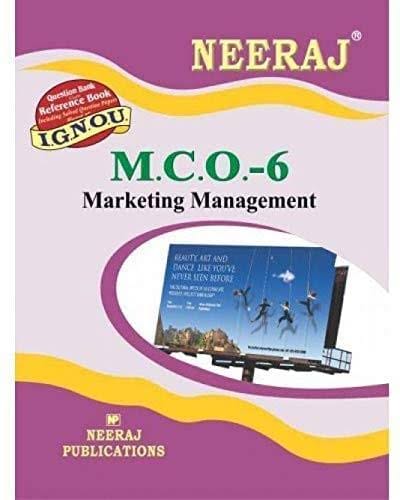 NEERAJ®
Question Bank
Reference Book
Including Solved Question Papers
I.G.N.O.U.
M.C.O.-6
Marketing Management
BEAUTY, ART AND
DANCE, LIKE YOU'VE
NEVER SEEN BEFORE
NP
NEERAJ
PUBLICATIONS